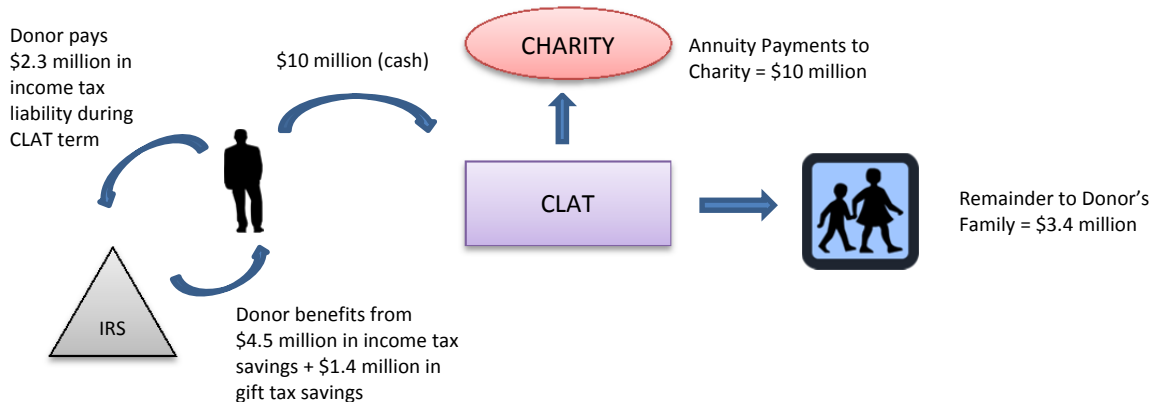 Donor pays
$2.3 million in
income tax
liability during
CLAT term
$10 million (cash)
CHARITY
Annuity Payments to
Charity = $10 million
CLAT
Remainder to Donor's
Family = $3.4 million
IRS
Donor benefits from
$4.5 million in income tax
savings + $1.4 million in
gift tax savings